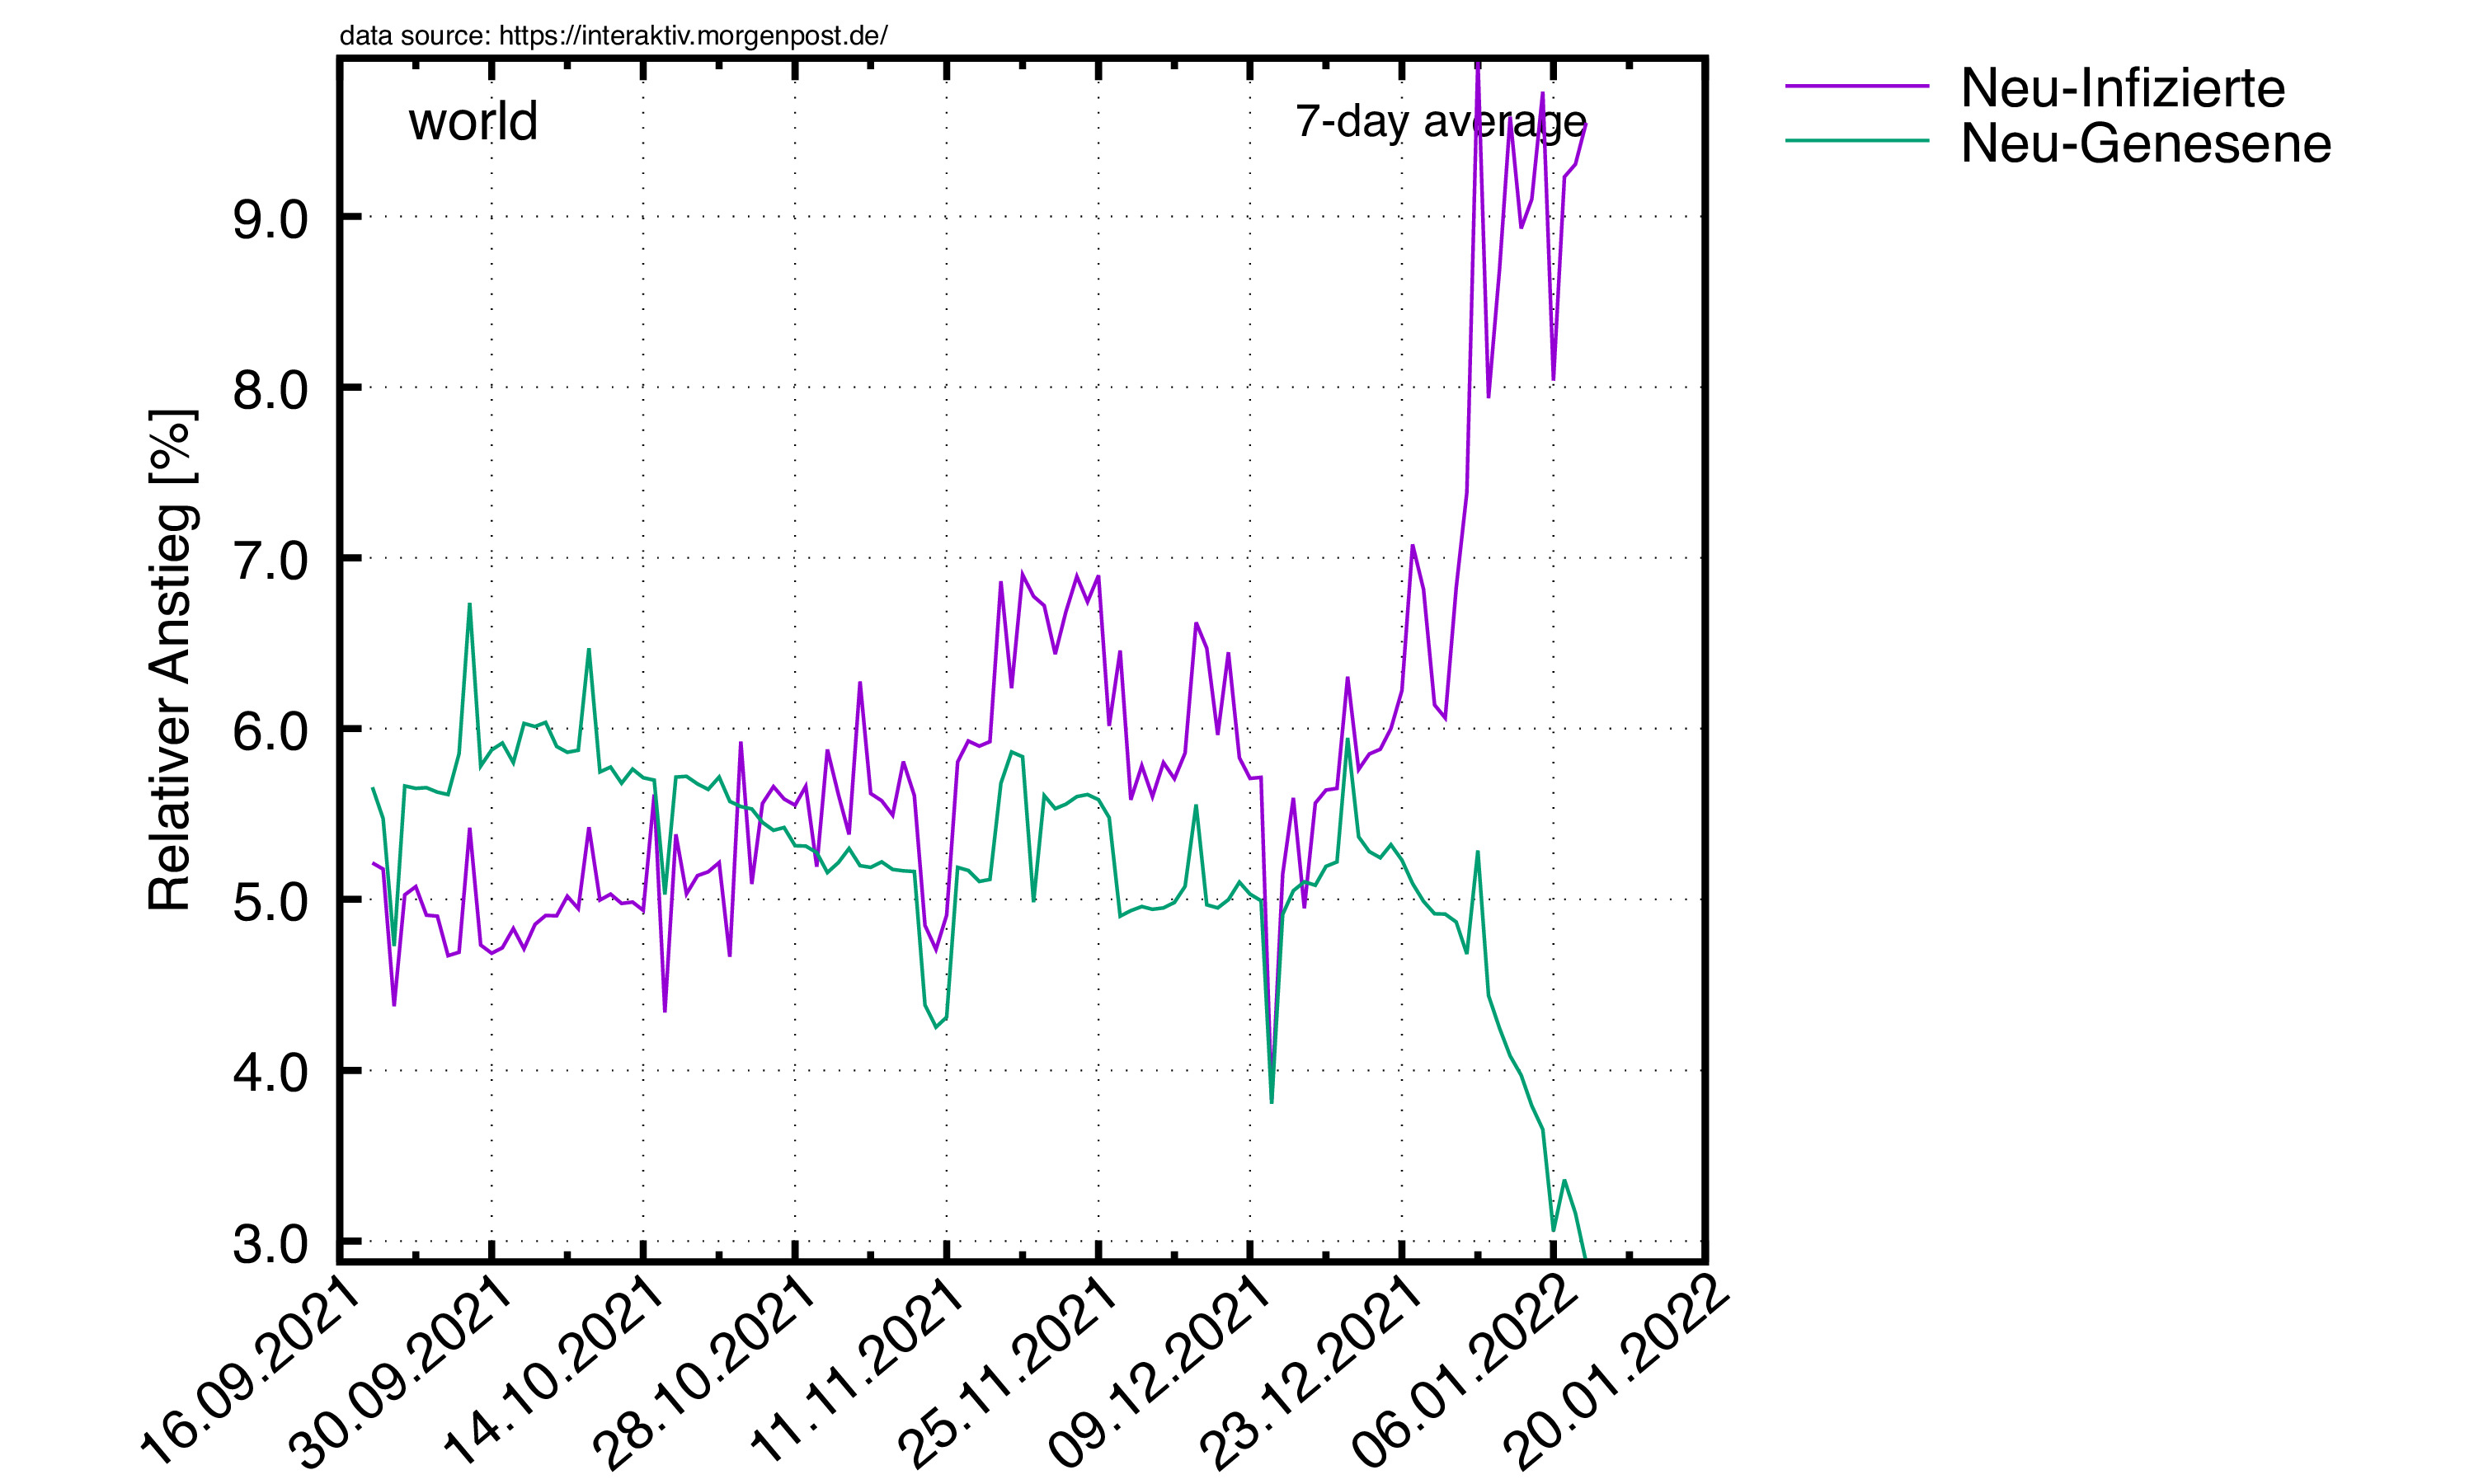 data source: https://interaktiv.morgenpost.de/
world
7-day average
Neu-Infizierte
Neu-Genesene
Relativer Anstieg [%]
9.0
8.0
7.0
6.0
5.0
4.0
3.0
16.09.2021
30.09.2021
14.10.2021
28.10.2021
11.11.2021
25.11.2021
09.12.2021
23.12.2021
06.01.2022
20.01.2022